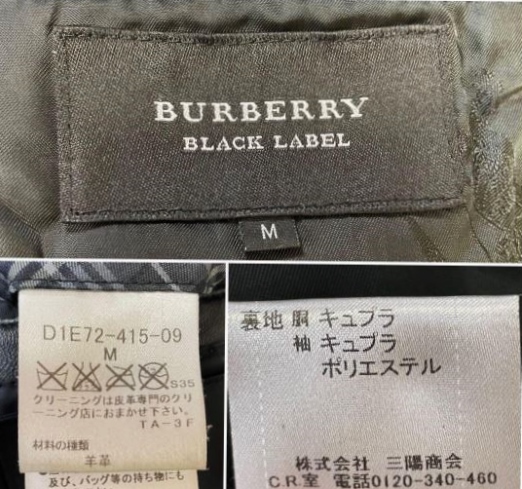 BURBERRY
BLACK LABEL
M
D1E72-415-09
M
S35
クリーニングは皮革専門のクリ
ーニング店におまかせ下さい。
TA-3F
材料の種類
羊革
及び、バッグ等の持ち物にも
裏地 胴 キュプラ
袖 キュプラ
ポリエステル
株式会社 三陽商会
C.R.室 電話0120-340-460